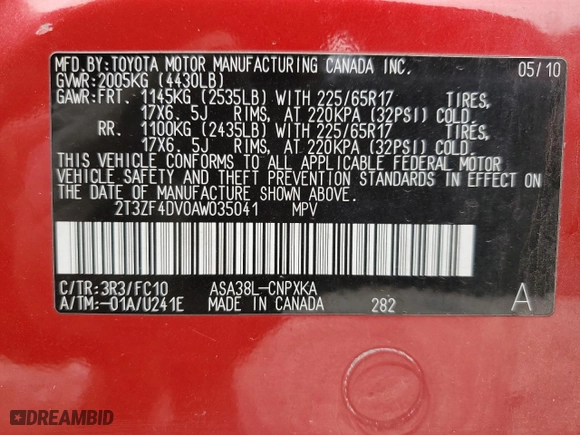 MFD.BY:TOYOTA MOTOR MANUFACTURING CANADA INC. 05/10
GVWR:2005KG (4430LB)
GAWR:FRT. 1145KG (2535LB) WITH 225/65R17 TIRES,
17X6. 5J RIMS, AT 220KPA (32PSI) COLD.
RR. 1100KG (2435LB) WITH 225/65R17 TIRES,
17X6. 5J RIMS, AT 220KPA (32PSI) COLD.
THIS VEHICLE CONFORMS TO ALL APPLICABLE FEDERAL MOTOR
VEHICLE SAFETY AND THEFT PREVENTION STANDARDS IN EFFECT ON
THE DATE OF MANUFACTURE SHOWN ABOVE.
2T3ZF4DV0AW035041 MPV
C/TR:3R3/FC10 ASA38L-CNPXKA
A/TM:-01A/U241E MADE IN CANADA 282 A
DREAMBID